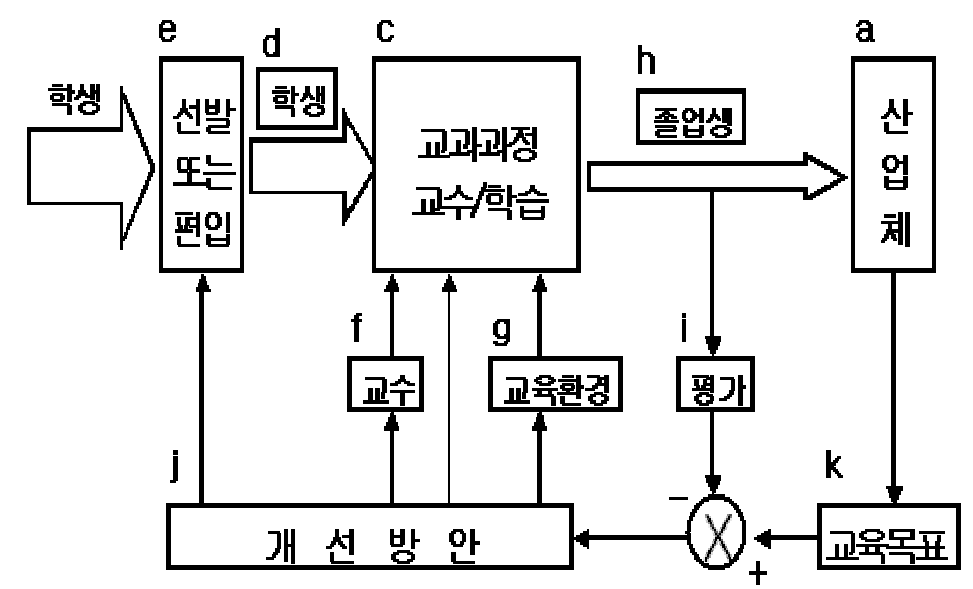 e
d
c
h
a
학생
선발
또는
편입
학생
교과과정
교수/학습
졸업생
산
업
체
f
g
i
교수
교육환경
평가
j
k
개 선 방 안
−
X
+
교육목표